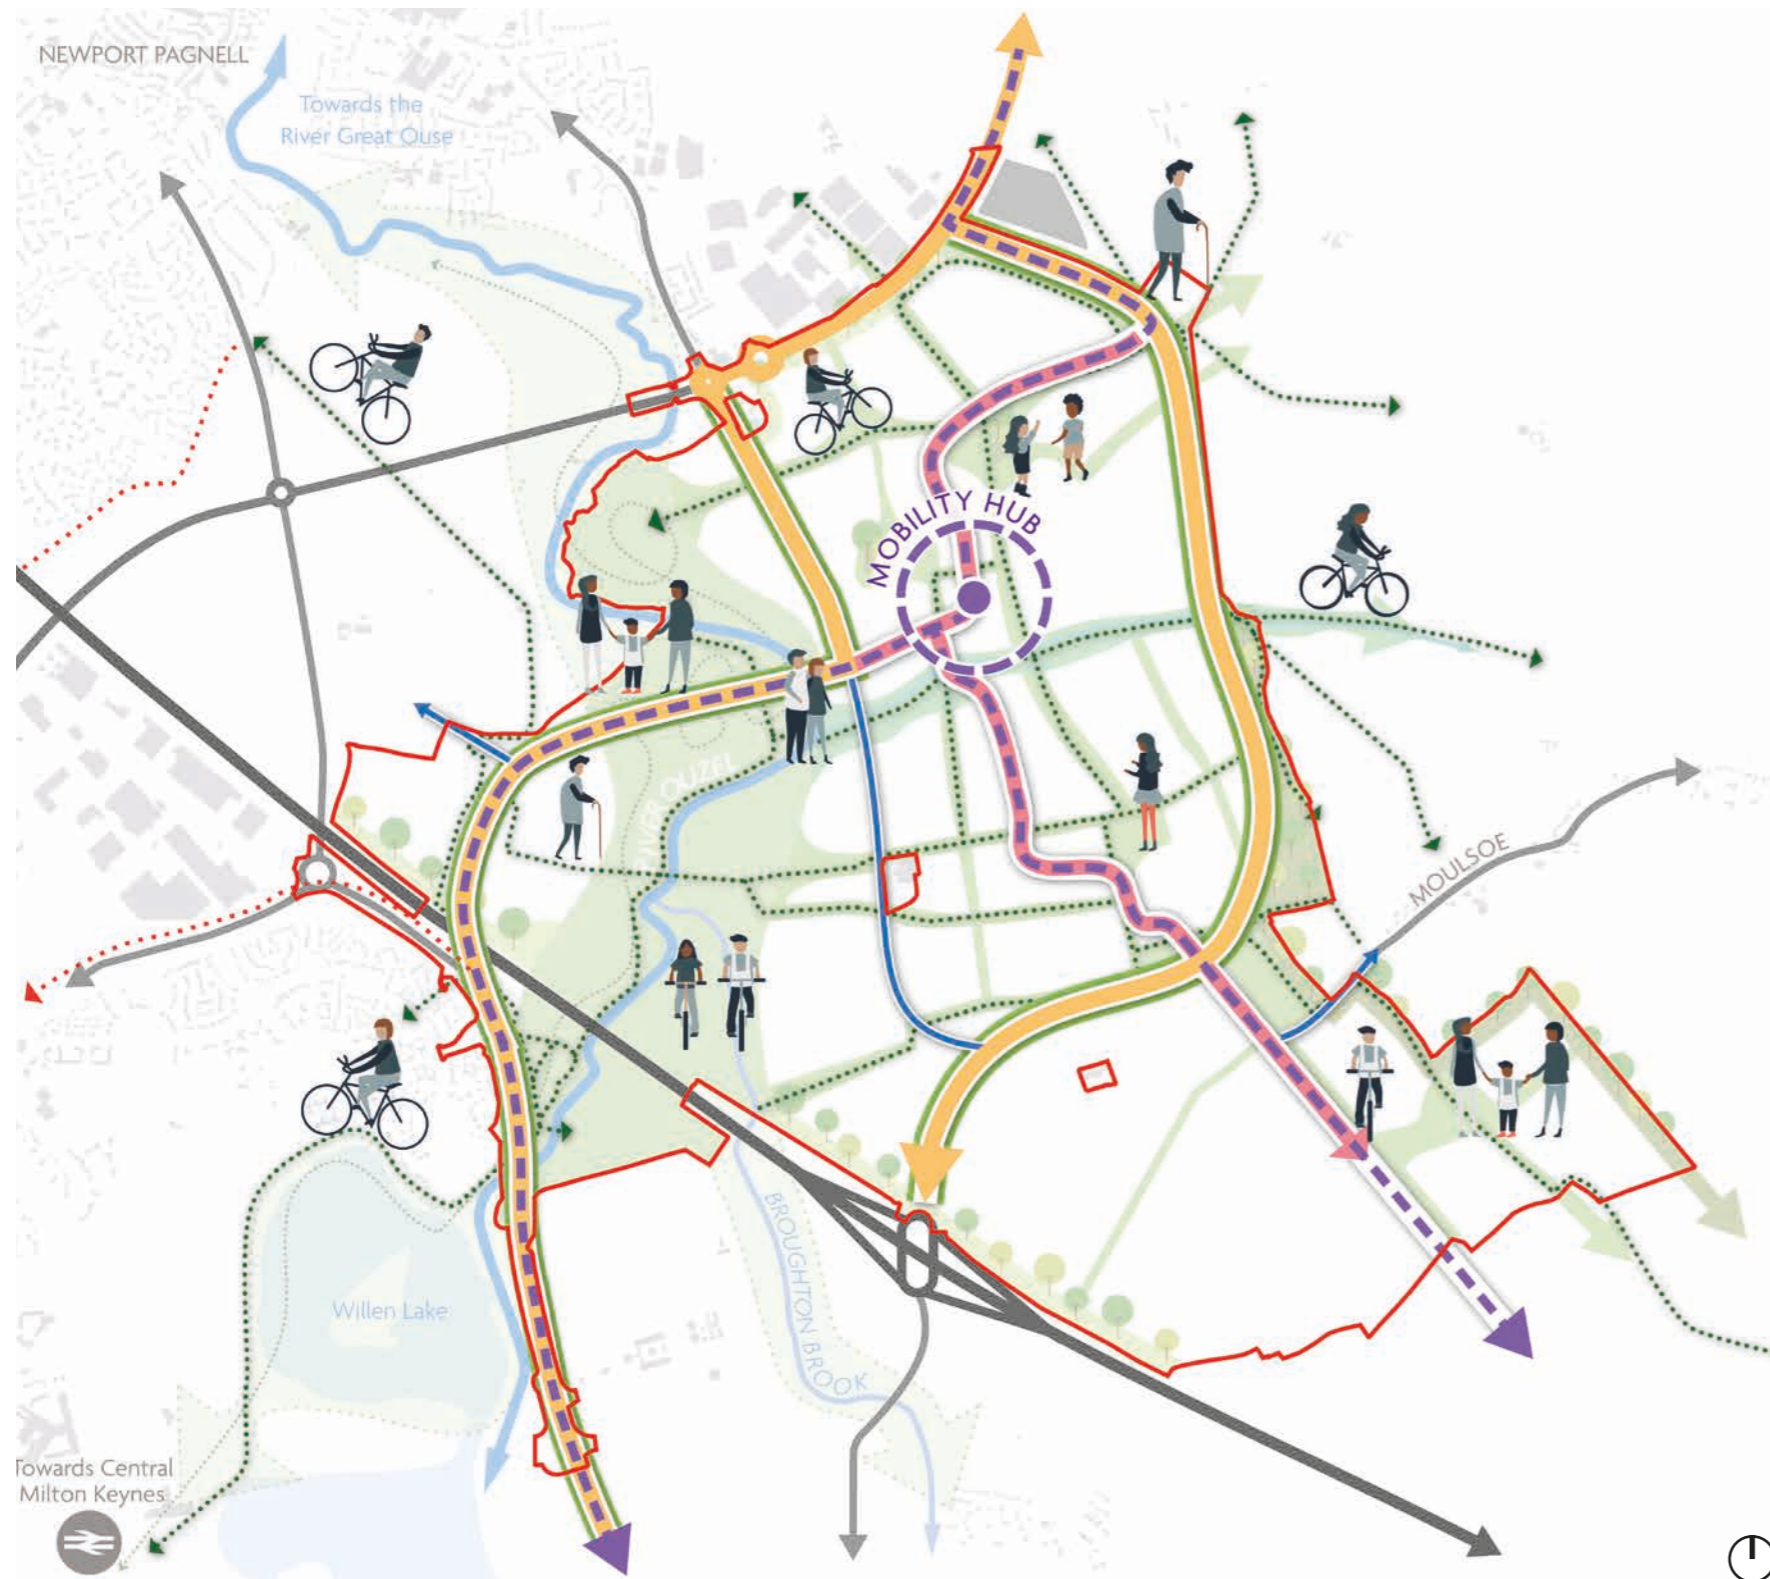 NEWPORT PAGNELL
Towards the
River Great Ouse
MOBILITY HUB
RIVER OUZEL
MOULSOE
BROUGHTON BROOK
Willen Lake
Towards Central
Milton Keynes